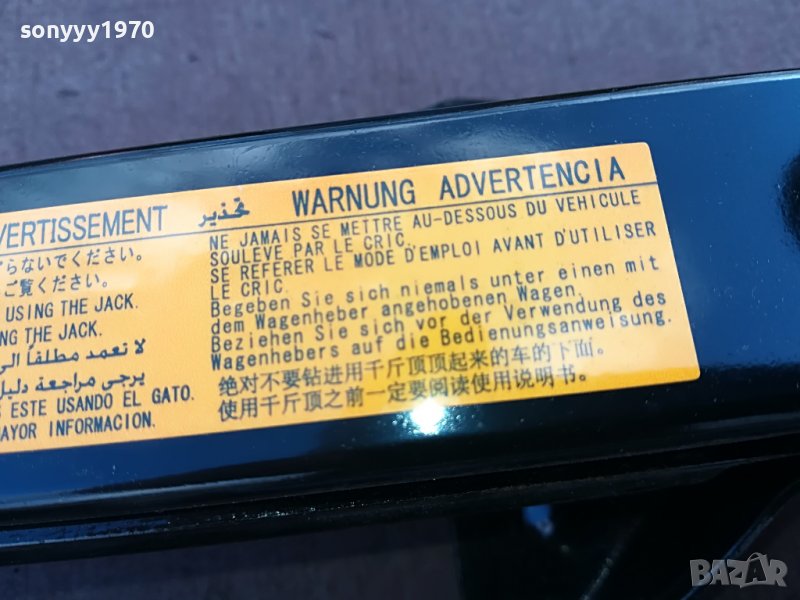 sonyyy1970
VERTISSEMENT تحذير WARNUNG ADVERTENCIA
らないでください。
ご覧ください。
USING THE JACK.
THE JACK.
لا تعمد مطلقاً
يرجى مراجعة
ESTE USANDO EL GATO.
INFORMACION.
NE JAMAIS SE METTRE AU-DESSOUS DU VEHICULE
SOULEVE PAR LE CRIC.
SE REFERER LE MODE D'EMPLOI AVANT D'UTILISER
LE CRIC.
Begeben Sie sich niemals unter einen mit
dem Wagenheber angehobenen Wagen.
Beziehen Sie sich vor der Verwendung des
Wagenhebers auf die Bedienungsanweisung.
绝对不要钻进用千斤顶顶起来的车的下面。
使用千斤顶之前一定要阅读使用说明书。
BAZAR